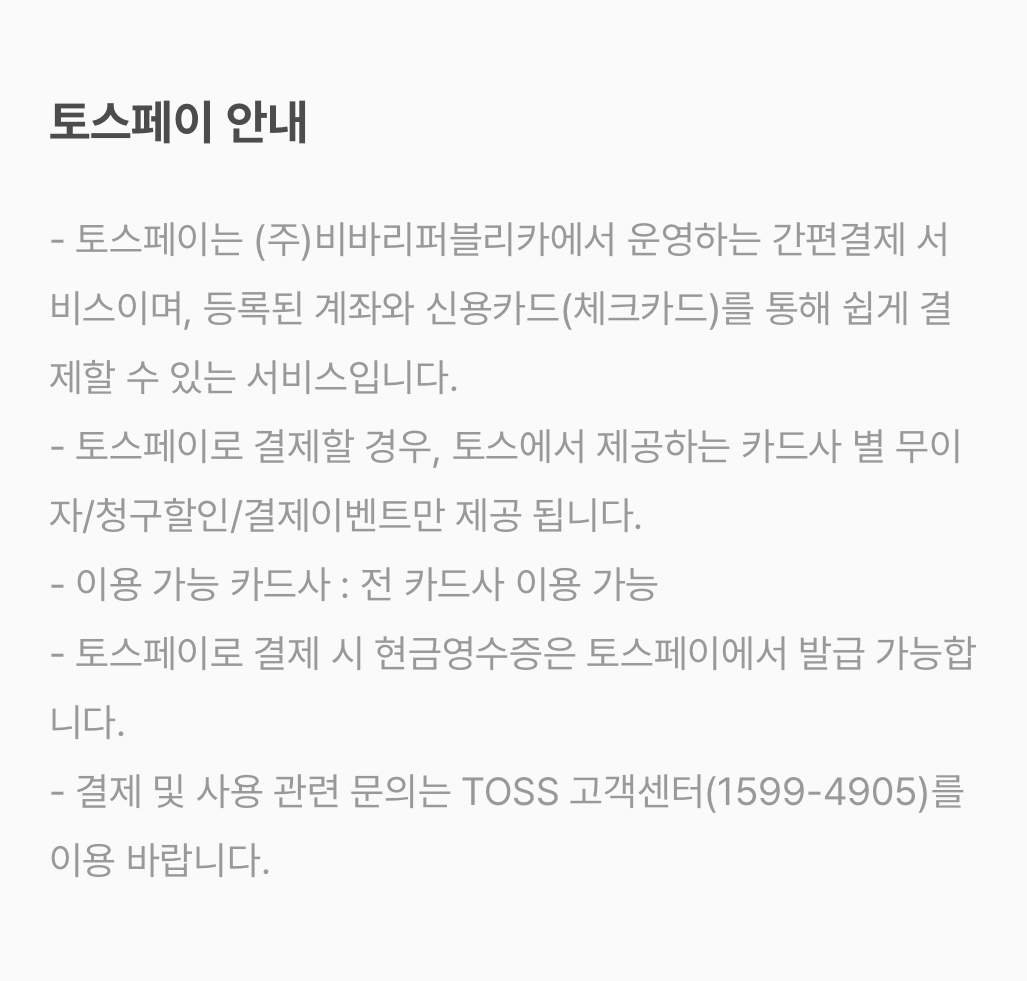 토스페이 안내
- 토스페이는 (주)비바리퍼블리카에서 운영하는 간편결제 서
비스이며, 등록된 계좌와 신용카드(체크카드)를 통해 쉽게 결
제할 수 있는 서비스입니다.
- 토스페이로 결제할 경우, 토스에서 제공하는 카드사 별 무이
자/청구할인/결제이벤트만 제공 됩니다.
- 이용 가능 카드사 : 전 카드사 이용 가능
- 토스페이로 결제 시 현금영수증은 토스페이에서 발급 가능합
니다.
- 결제 및 사용 관련 문의는 TOSS 고객센터(1599-4905)를
이용 바랍니다.